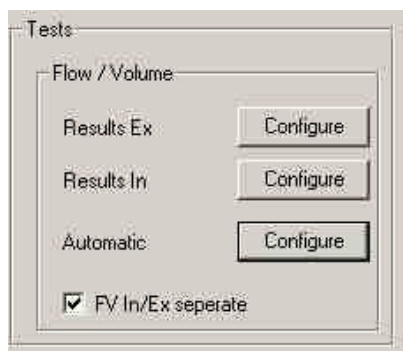 Tests
Flow / Volume
Results Ex Configure
Results In Configure
Automatic Configure
FV In/Ex seperate